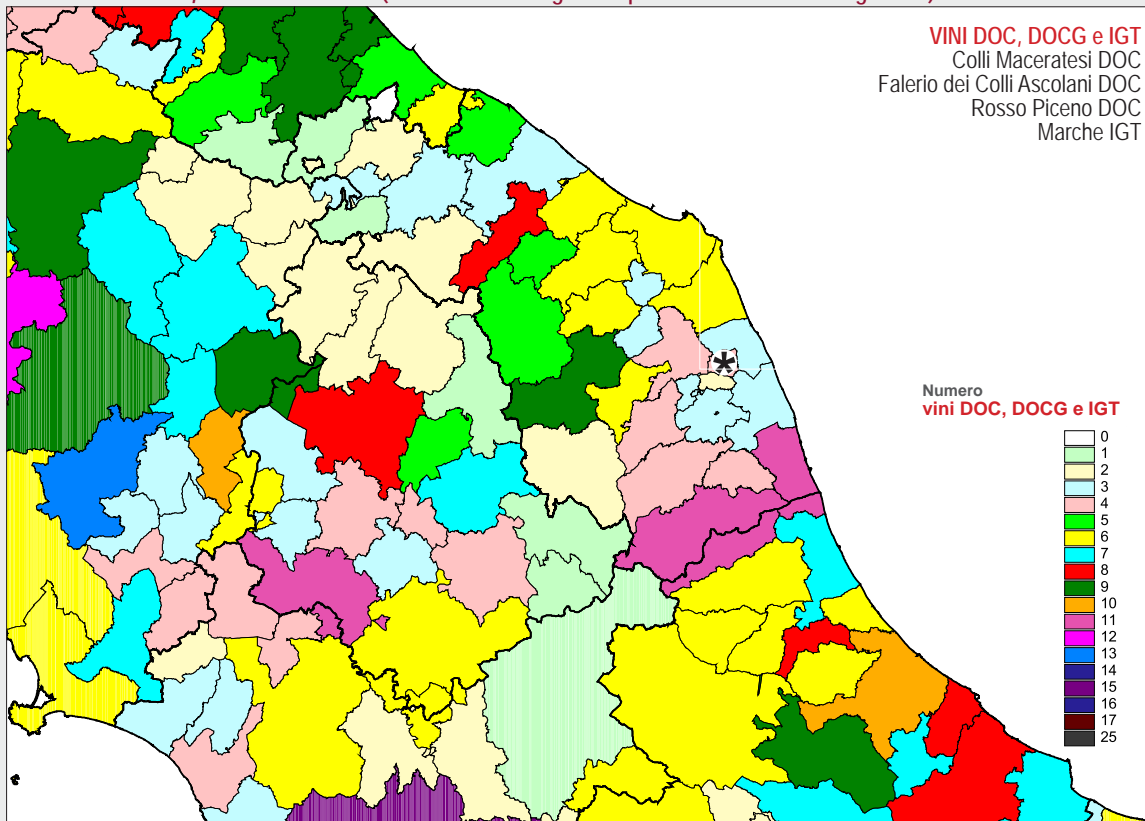 VINI DOC, DOCG e IGT
Colli Maceratesi DOC
Falerio dei Colli Ascolani DOC
Rosso Piceno DOC
Marche IGT
*
Numero
vini DOC, DOCG e IGT
0
1
2
3
4
5
6
7
8
9
10
11
12
13
14
15
16
17
25